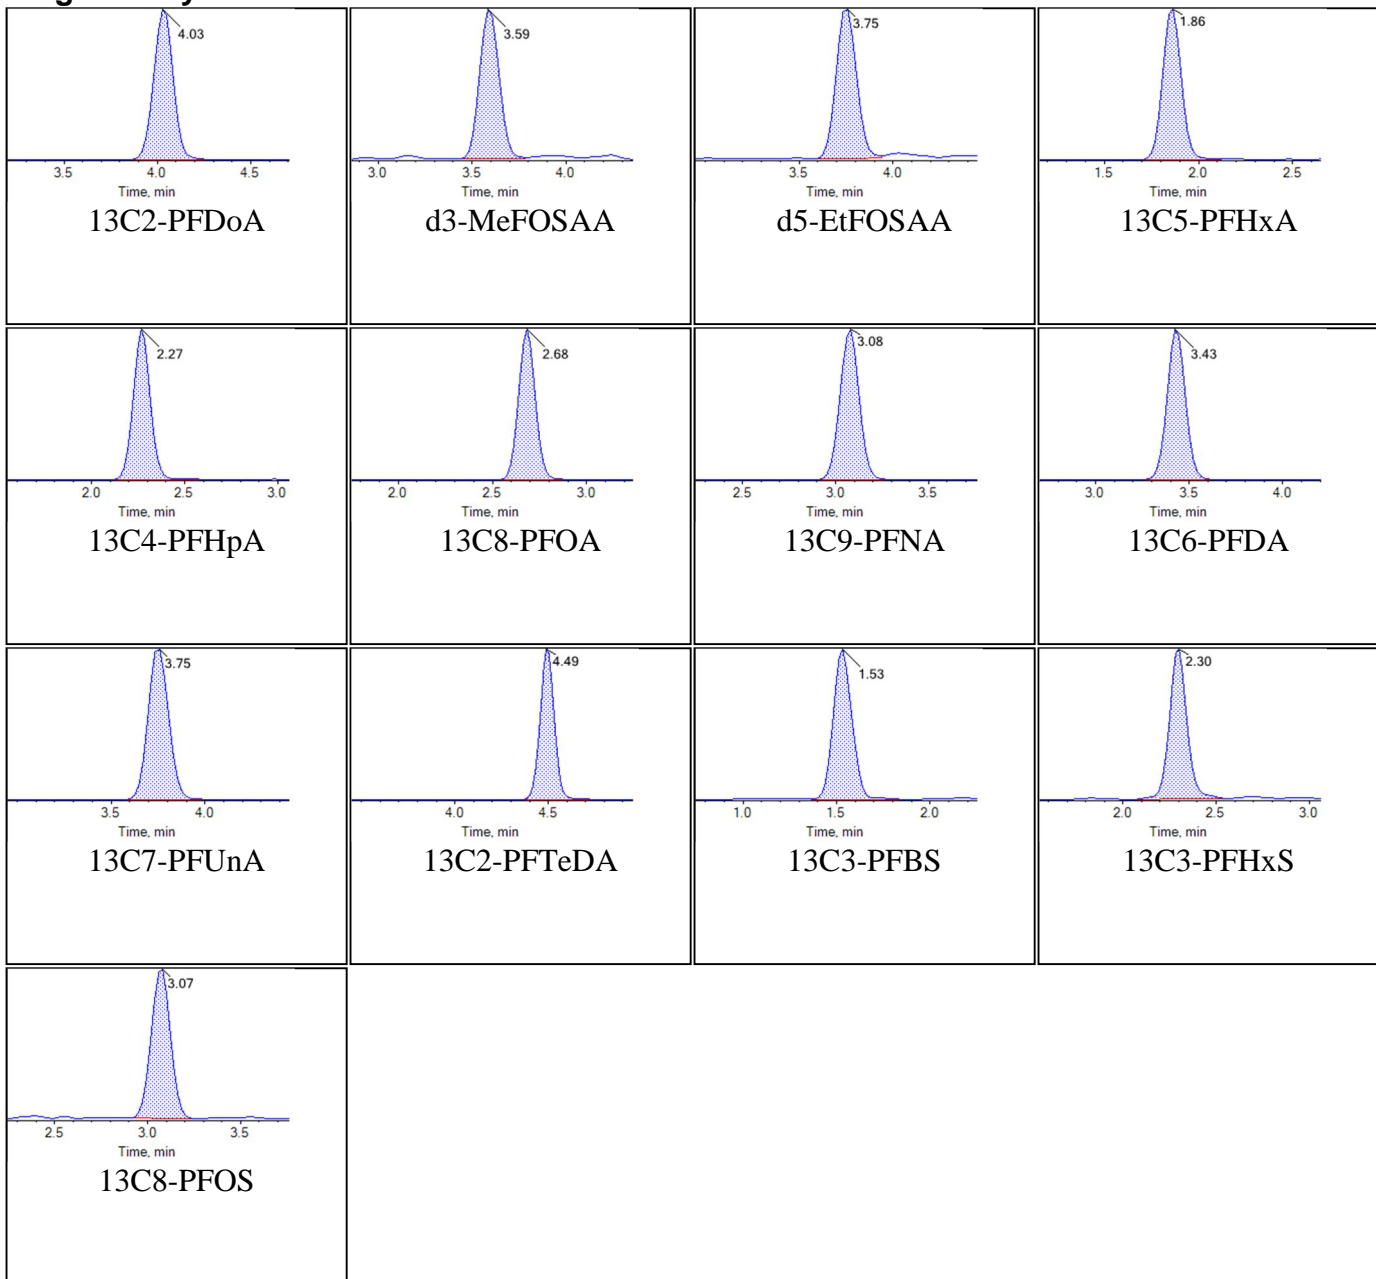 4.03
3.5 4.0 4.5
Time, min
13C2-PFDoA
3.59
3.0 3.5 4.0
Time, min
d3-MeFOSAA
3.75
3.5 4.0
Time, min
d5-EtFOSAA
1.86
1.5 2.0 2.5
Time, min
13C5-PFHxA
2.27
2.0 2.5 3.0
Time, min
13C4-PFHpA
2.68
2.0 3.0
Time, min
13C8-PFOA
3.08
2.5 3.0 3.5
Time, min
13C9-PFNA
3.43
3.0 3.5 4.0
Time, min
13C6-PFDA
3.75
3.5 4.0
Time, min
13C7-PFUnA
4.49
4.0 4.5
Time, min
13C2-PFTeDA
1.53
1.0 1.5 2.0
Time, min
13C3-PFBS
2.30
2.0 2.5 3.0
Time, min
13C3-PFHxS
3.07
2.5 3.0 3.5
Time, min
13C8-PFOS